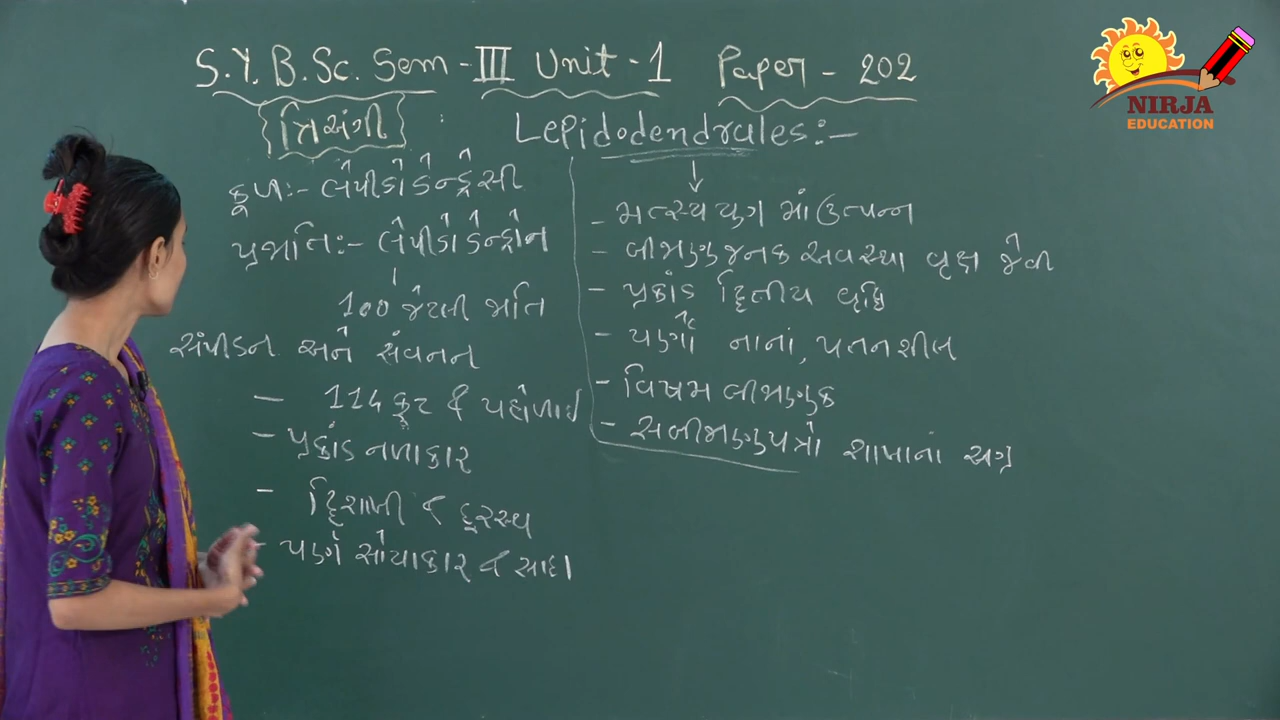 S.Y. B.Sc. Sem - III Unit - 1 Paper - 202
ત્રિઅંગી : Lepidodendrales:-
કૂળ:- લેપીડોડેન્ડ્રેસી
પ્રજાતિ:- લેપીડોડેન્ડ્રોન
100 જેટલી જાતિ
સંપીડન અને સંવનન
- 114 ફૂટ & પહોળાઇ
- પ્રકાંડ નળાકાર
- દ્વિશાખી & દૂરસ્થ
- પર્ણ સોયાકાર & સાદા
- મત્સ્યયુગ માં ઉત્પન્ન
- બીજાણુજનક અવસ્થા વૃક્ષ જેવી
- પ્રકાંડ દ્વિતીય વૃધ્ધિ
- પર્ણો નાનાં, પતનશીલ
- વિષમ બીજાણુક
- સબીજાણુપત્રો શાખાનાં અગ્ર
NIRJA
EDUCATION